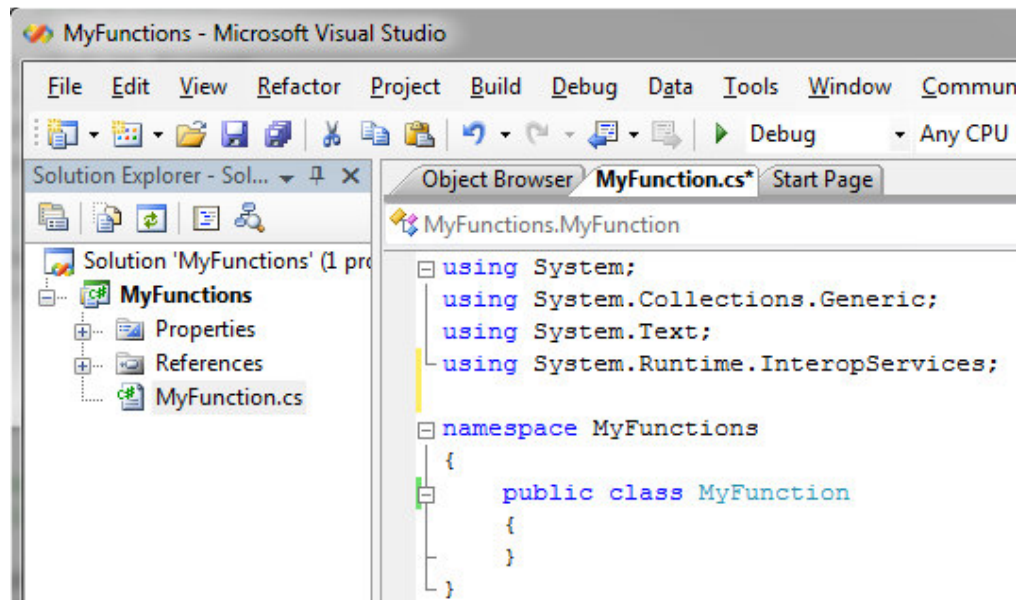 MyFunctions - Microsoft Visual Studio
File Edit View Refactor Project Build Debug Data Tools Window Commun
Debug Any CPU
Solution Explorer - Sol...
Object Browser MyFunction.cs* Start Page
MyFunctions.MyFunction
Solution 'MyFunctions' (1 pro
MyFunctions
Properties
References
MyFunction.cs
using System;
using System.Collections.Generic;
using System.Text;
using System.Runtime.InteropServices;
namespace MyFunctions
{
public class MyFunction
{
}
}